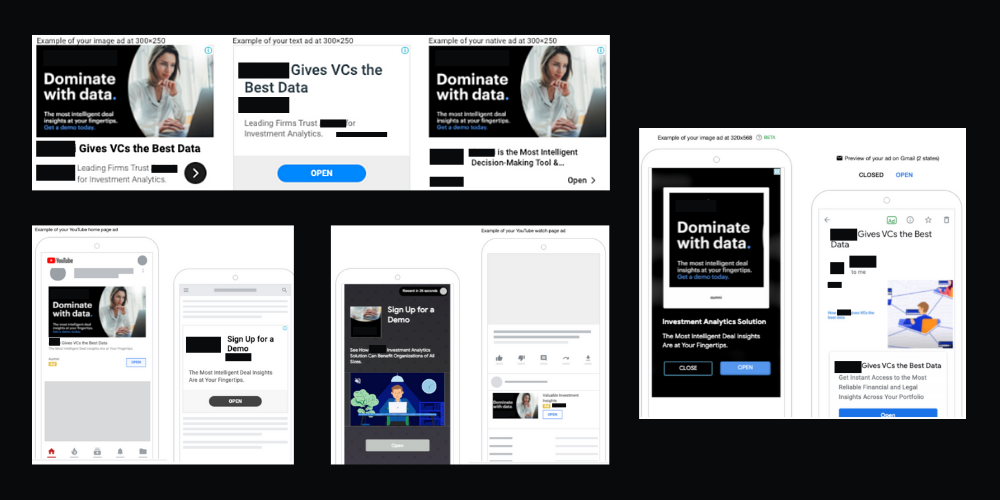 Example of your image ad at 300×250
Dominate
with data.
The most intelligent deal
insights at your fingertips.
Get a demo today.
Gives VCs the Best Data
Leading Firms Trust
for Investment Analytics.
Example of your text ad at 300×250
Gives VCs the
Best Data
Leading Firms Trust for
Investment Analytics.
OPEN
Example of your native ad at 300×250
Dominate
with data.
The most intelligent deal
insights at your fingertips.
Get a demo today.
is the Most Intelligent
Decision-Making Tool &...
Open
Example of your YouTube home page ad
YouTube
Dominate
with data.
The most intelligent deal
insights at your fingertips.
Get a demo today.
Gives VCs the Best Data
The Most Intelligent Deal Insights Are at Your Fingertips.
Ad
OPEN
Sign Up for a
Demo
The Most Intelligent Deal Insights
Are at Your Fingertips.
OPEN
Reward in 25 seconds
Sign Up for a
Demo
See How Investment Analytics
Solution Can Benefit Organizations of All
Sizes.
Open
Example of your YouTube watch page ad
Dominate
with data.
Valuable Investment
Insights
Ad
OPEN
Example of your image ad at 320x568 BETA
Dominate
with data.
The most intelligent deal
insights at your fingertips.
Get a demo today.
Investment Analytics Solution
The Most Intelligent Deal Insights
Are at Your Fingertips.
CLOSE
OPEN
Preview of your ad on Gmail (2 states)
CLOSED OPEN
Ad
Gives VCs the Best
Data
to me
How your VCs the
best data
Gives VCs the Best Data
Get Instant Access to the Most
Reliable Financial and Legal
Insights Across Your Portfolio
Open